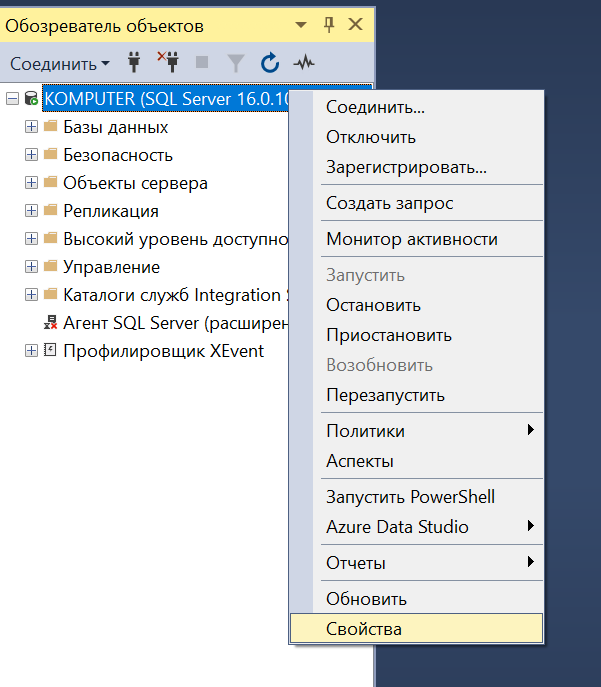 Обозреватель объектов
Соединить
KOMPUTER (SQL Server 16.0.10
Базы данных
Безопасность
Объекты сервера
Репликация
Высокий уровень доступно
Управление
Каталоги служб Integration
Агент SQL Server (расширен
Профилировщик XEvent
Соединить...
Отключить
Зарегистрировать...
Создать запрос
Монитор активности
Запустить
Остановить
Приостановить
Возобновить
Перезапустить
Политики
Аспекты
Запустить PowerShell
Azure Data Studio
Отчеты
Обновить
Свойства